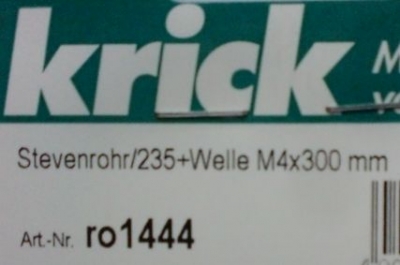 krick
Stevenrohr/235+Welle M4x300 mm
Art.-Nr. ro1444